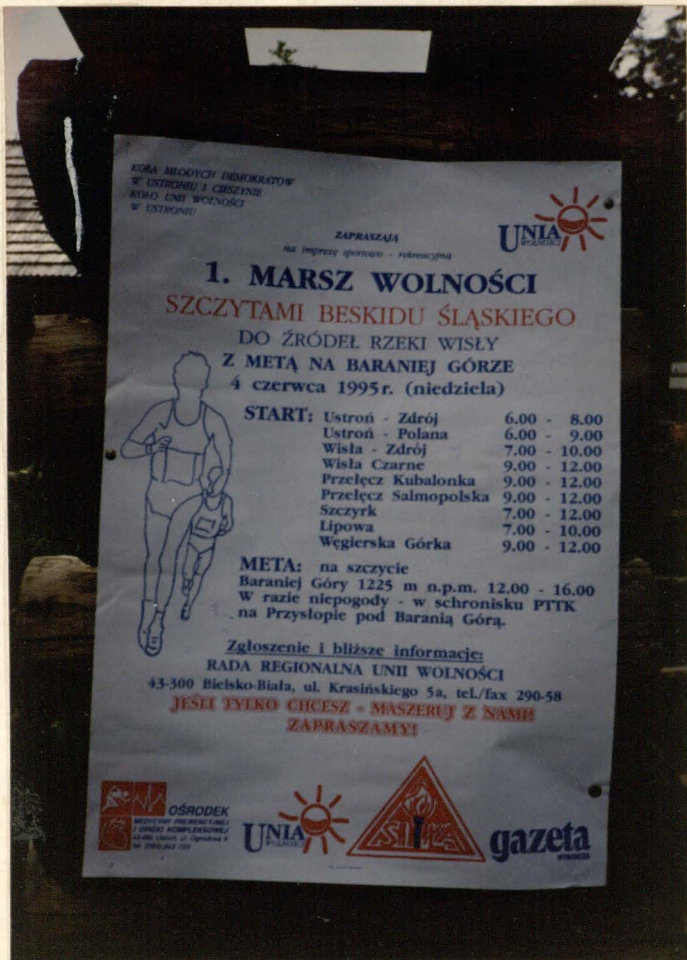 KOŁA MŁODYCH DEMOKRATÓW
W USTRONIU I CIESZYNIE
KOŁO UNII WOLNOŚCI
W USTRONIU
UNIA
WOLNOŚCI
ZAPRASZAJĄ
na imprezę sportowo - rekreacyjną
1. MARSZ WOLNOŚCI
SZCZYTAMI BESKIDU ŚLĄSKIEGO
DO ŹRÓDEŁ RZEKI WISŁY
Z METĄ NA BARANIEJ GÓRZE
4 czerwca 1995r. (niedziela)
START: Ustroń - Zdrój 6.00 - 8.00
Ustroń - Polana 6.00 - 9.00
Wisła - Zdrój 7.00 - 10.00
Wisła Czarne 9.00 - 12.00
Przełęcz Kubalonka 9.00 - 12.00
Przełęcz Salmopolska 9.00 - 12.00
Szczyrk 7.00 - 12.00
Lipowa 7.00 - 10.00
Węgierska Górka 9.00 - 12.00
META: na szczycie
Baraniej Góry 1225 m n.p.m. 12.00 - 16.00
W razie niepogody - w schronisku PTTK
na Przysłopie pod Baranią Górą.
Zgłoszenie i bliższe informacje:
RADA REGIONALNA UNII WOLNOŚCI
43-300 Bielsko-Biała, ul. Krasińskiego 5a, tel./fax 290-58
JEŚLI TYLKO CHCESZ - MASZERUJ Z NAMI!
ZAPRASZAMY!
OŚRODEK
MEDYCYNY PREWENCYJNEJ
I OPIEKI KOMPLEKSOWEJ
UNIA
WOLNOŚCI
SIŁA
gazeta
WYBORCZA